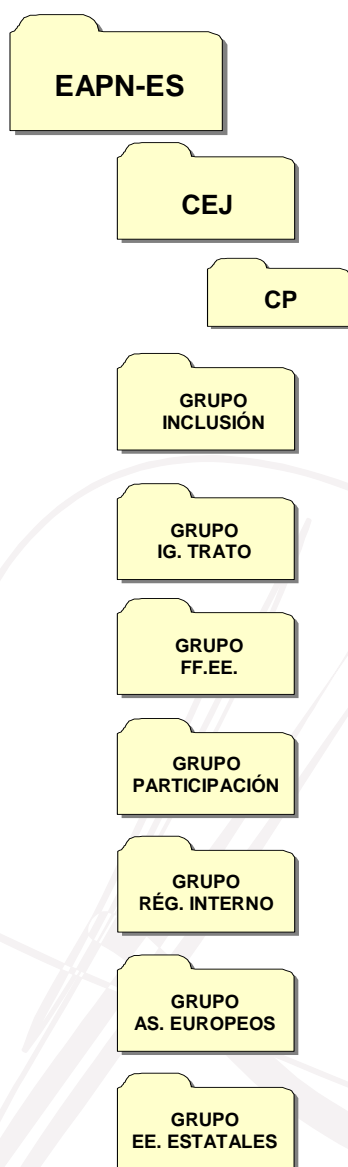 EAPN-ES
CEJ
CP
GRUPO
INCLUSIÓN
GRUPO
IG. TRATO
GRUPO
FF.EE.
GRUPO
PARTICIPACIÓN
GRUPO
RÉG. INTERNO
GRUPO
AS. EUROPEOS
GRUPO
EE. ESTATALES